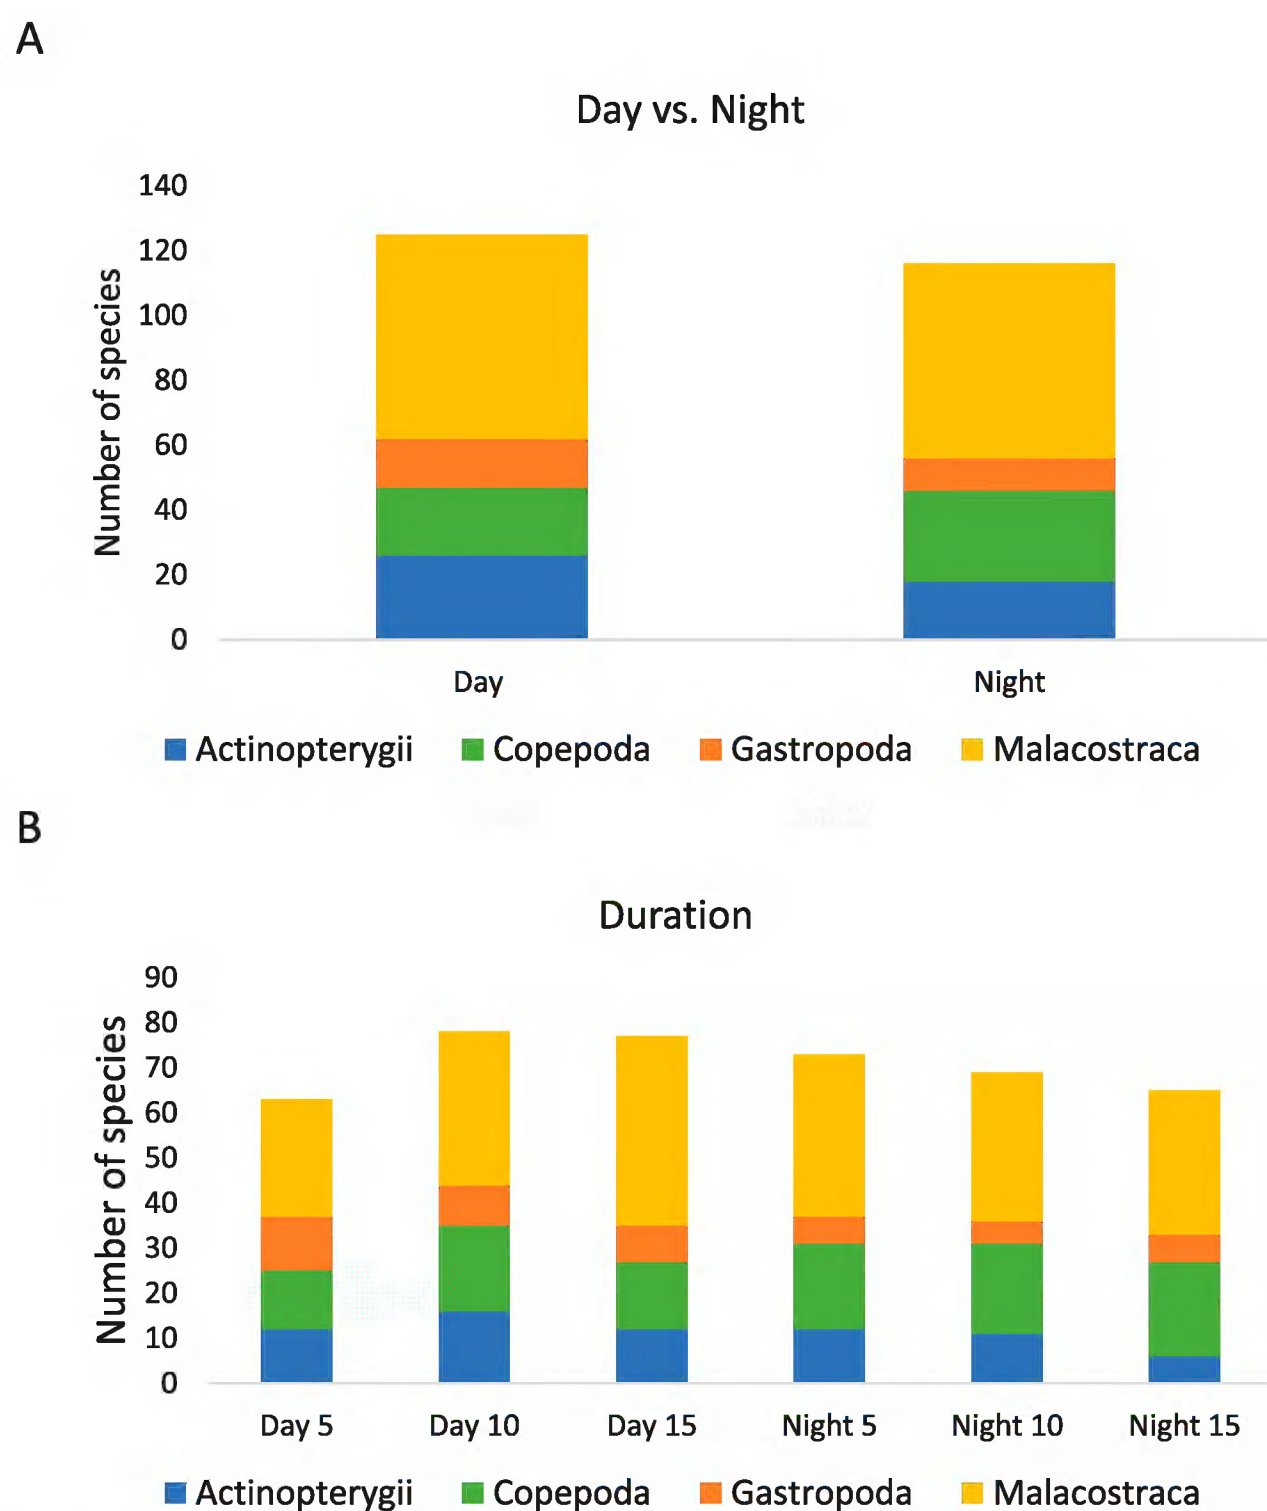 A
Day vs. Night
Number of species
140
120
100
80
60
40
20
0
Day Night
Actinopterygii Copepoda Gastropoda Malacostraca
B
Duration
Number of species
90
80
70
60
50
40
30
20
10
0
Day 5 Day 10 Day 15 Night 5 Night 10 Night 15
Actinopterygii Copepoda Gastropoda Malacostraca